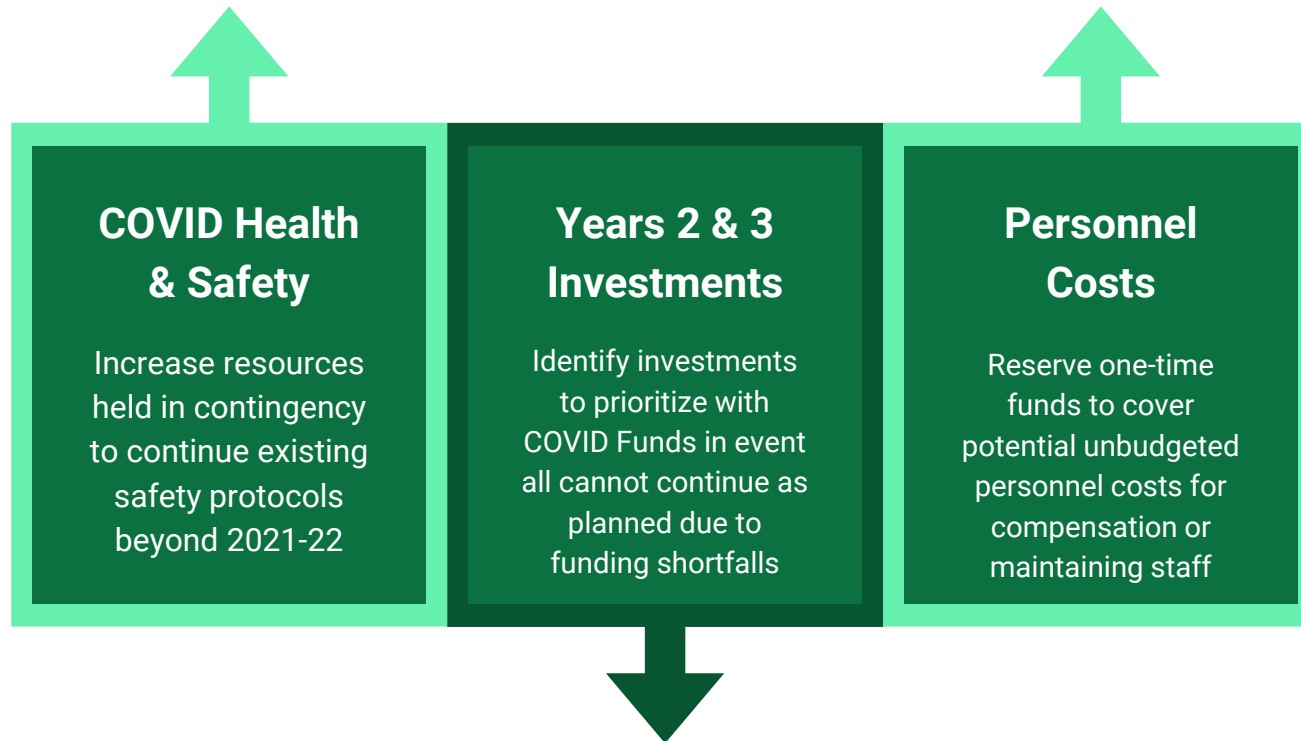 COVID Health
& Safety
Increase resources
held in contingency
to continue existing
safety protocols
beyond 2021-22
Years 2 & 3
Investments
Identify investments
to prioritize with
COVID Funds in event
all cannot continue as
planned due to
funding shortfalls
Personnel
Costs
Reserve one-time
funds to cover
potential unbudgeted
personnel costs for
compensation or
maintaining staff